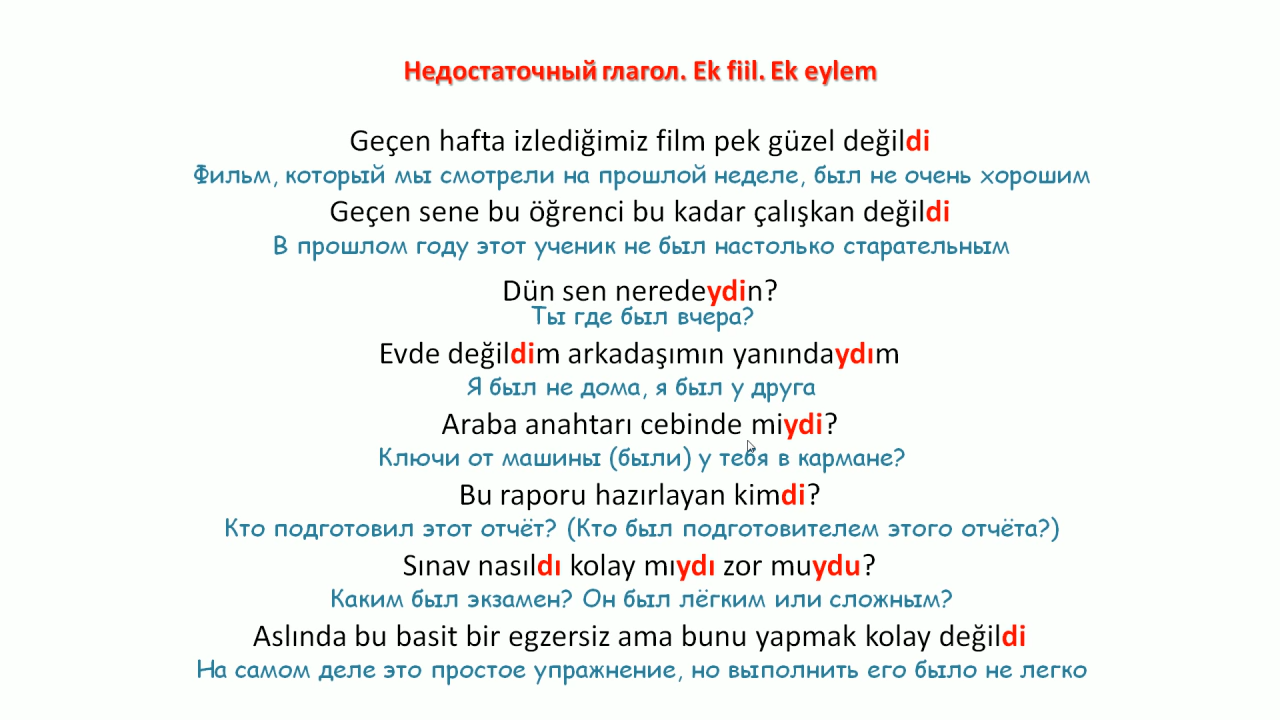 Недостаточный глагол. Ek fiil. Ek eylem
Geçen hafta izlediğimiz film pek güzel değildi
Фильм, который мы смотрели на прошлой неделе, был не очень хорошим
Geçen sene bu öğrenci bu kadar çalışkan değildi
В прошлом году этот ученик не был настолько старательным
Dün sen neredeydin?
Ты где был вчера?
Evde değildim arkadaşımın yanındaydım
Я был не дома, я был у друга
Araba anahtarı cebinde miydi?
Ключи от машины (были) у тебя в кармане?
Bu raporu hazırlayan kimdi?
Кто подготовил этот отчёт? (Кто был подготовителем этого отчёта?)
Sınav nasıldı kolay mıydı zor muydu?
Каким был экзамен? Он был лёгким или сложным?
Aslında bu basit bir egzersiz ama bunu yapmak kolay değildi
На самом деле это простое упражнение, но выполнить его было не легко